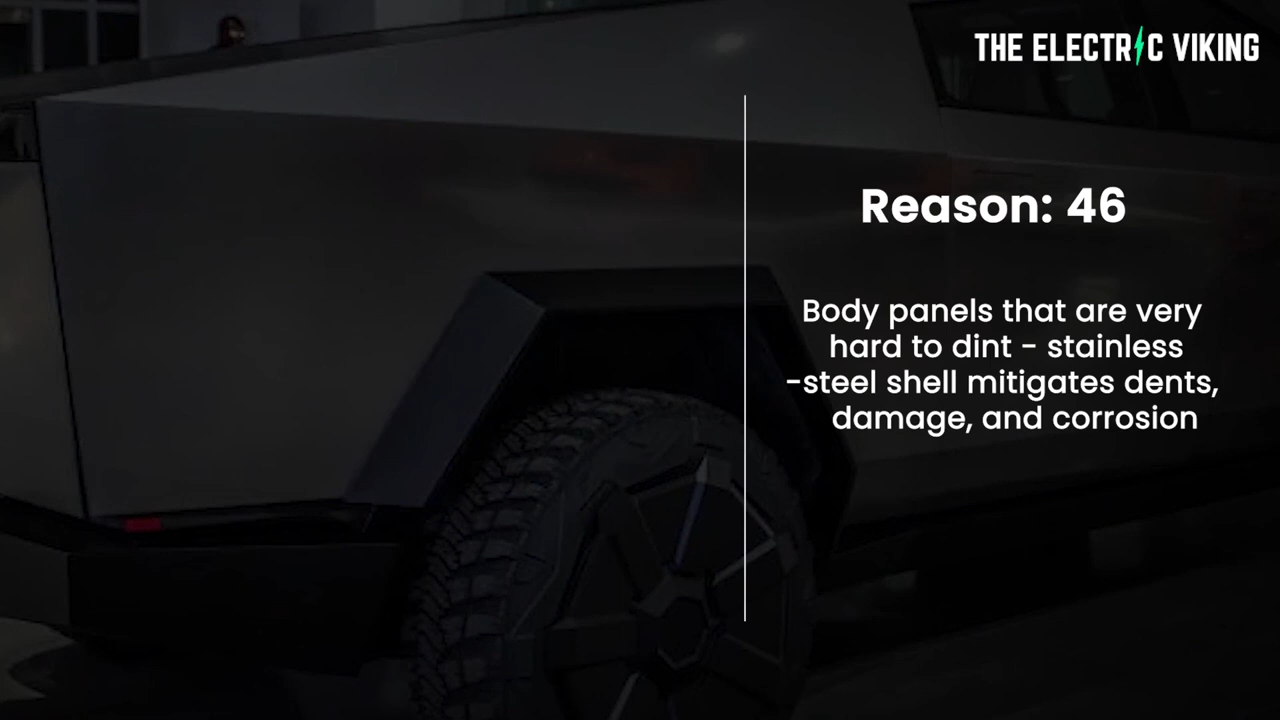 THE ELECTRIC VIKING
Reason: 46
Body panels that are very
hard to dint - stainless
-steel shell mitigates dents,
damage, and corrosion